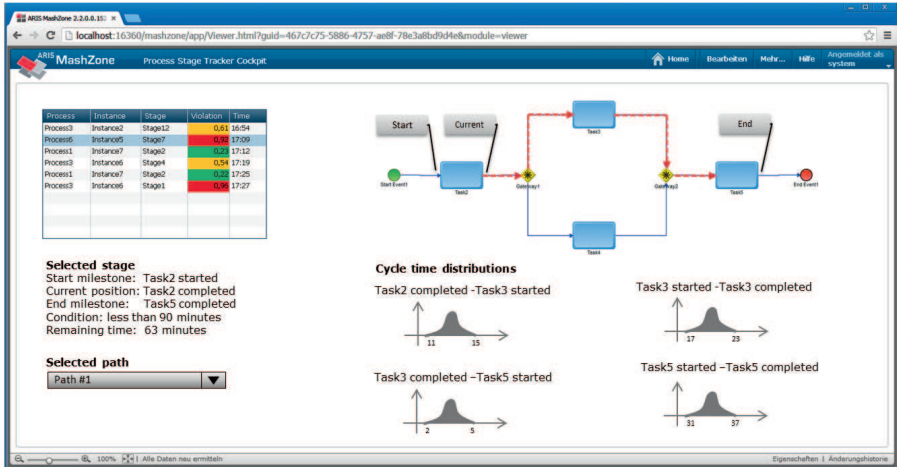 ARIS MashZone 2.2.0.0.153
localhost:16360/mashzone/app/Viewer.html?guid=467c7c75-5886-4757-ae8f-78e3a8bd9d4e&module=viewer
ARIS MashZone Process Stage Tracker Cockpit Home Bearbeiten Mehr... Hilfe Angemeldet als system
Process Instance Stage Violation Time
Process3 Instance2 Stage12 0,61 16:54
Process6 Instance5 Stage7 0,92 17:09
Process1 Instance7 Stage2 0,23 17:12
Process3 Instance6 Stage4 0,54 17:19
Process1 Instance7 Stage2 0,22 17:25
Process3 Instance6 Stage1 0,96 17:27
Start Current End
Task3
Start Event1 Task2 Gateway1 Gateway2 Task5 End Event1
Task4
Selected stage
Start milestone: Task2 started
Current position: Task2 completed
End milestone: Task5 completed
Condition: less than 90 minutes
Remaining time: 63 minutes
Selected path
Path #1
Cycle time distributions
Task2 completed -Task3 started
11 15
Task3 started -Task3 completed
17 23
Task3 completed –Task5 started
2 5
Task5 started –Task5 completed
31 37
100% Alle Daten neu ermitteln Eigenschaften | Änderungshistorie